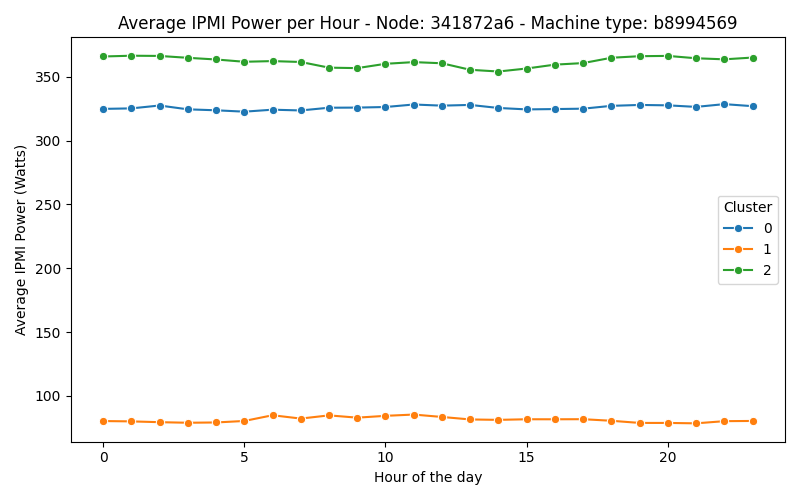 Average IPMI Power per Hour - Node: 341872a6 - Machine type: b8994569
Average IPMI Power (Watts)
350
300
250
200
150
100
Cluster
0
1
2
0 5 10 15 20
Hour of the day